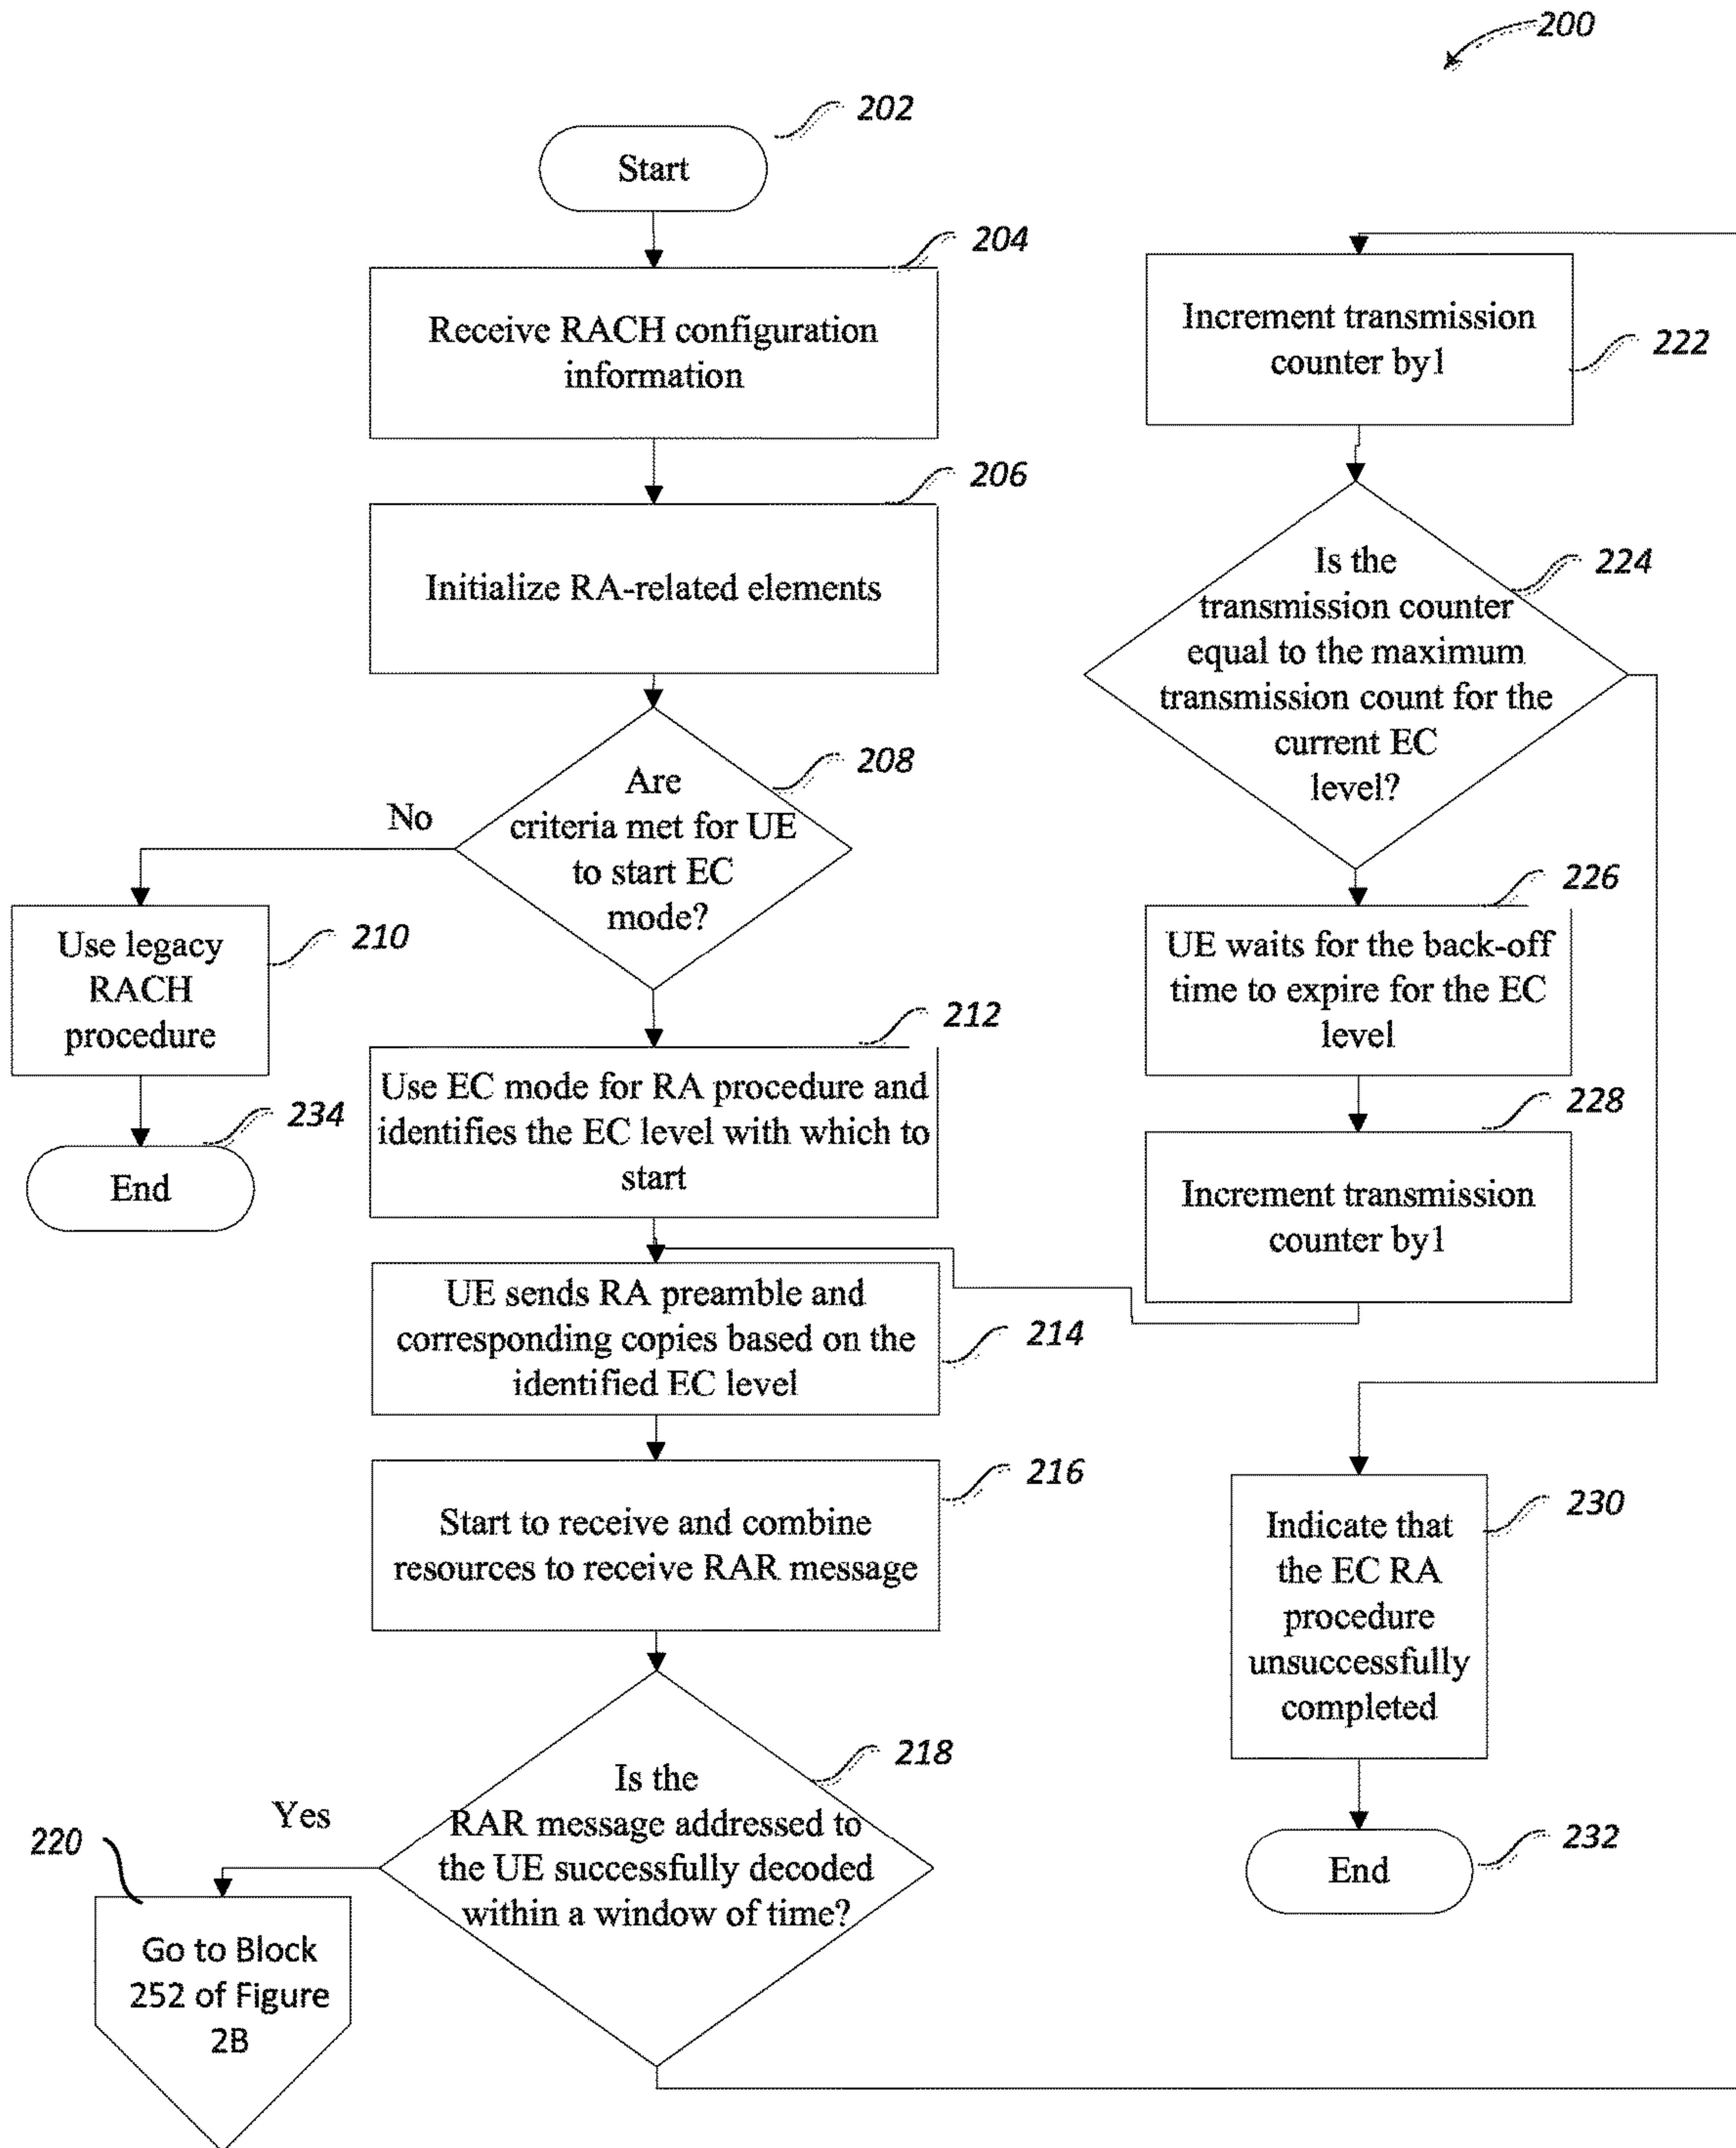 200
202
Start
204
Receive RACH configuration
information
206
Initialize RA-related elements
208
Are
criteria met for UE
to start EC
mode?
No
210
Use legacy
RACH
procedure
234
End
212
Use EC mode for RA procedure and
identifies the EC level with which to
start
214
UE sends RA preamble and
corresponding copies based on the
identified EC level
216
Start to receive and combine
resources to receive RAR message
218
Is the
RAR message addressed to
the UE successfully decoded
within a window of time?
Yes
220
Go to Block
252 of Figure
2B
222
Increment transmission
counter by1
224
Is the
transmission counter
equal to the maximum
transmission count for the
current EC
level?
226
UE waits for the back-off
time to expire for the EC
level
228
Increment transmission
counter by1
230
Indicate that
the EC RA
procedure
unsuccessfully
completed
232
End